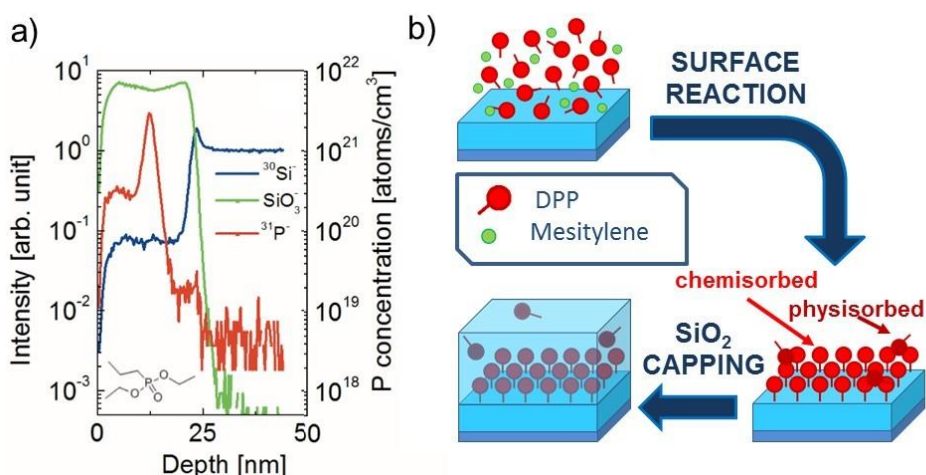 a)
10¹
10⁰
10⁻¹
10⁻²
10⁻³
Intensity [arb. unit]
³⁰Si⁻
SiO₃⁻
³¹P⁻
10²²
10²¹
10²⁰
10¹⁹
10¹⁸
P concentration [atoms/cm³]
O
P
O
O
O
0
25
50
Depth [nm]
b)
SURFACE
REACTION
DPP
Mesitylene
chemisorbed
physisorbed
SiO₂
CAPPING